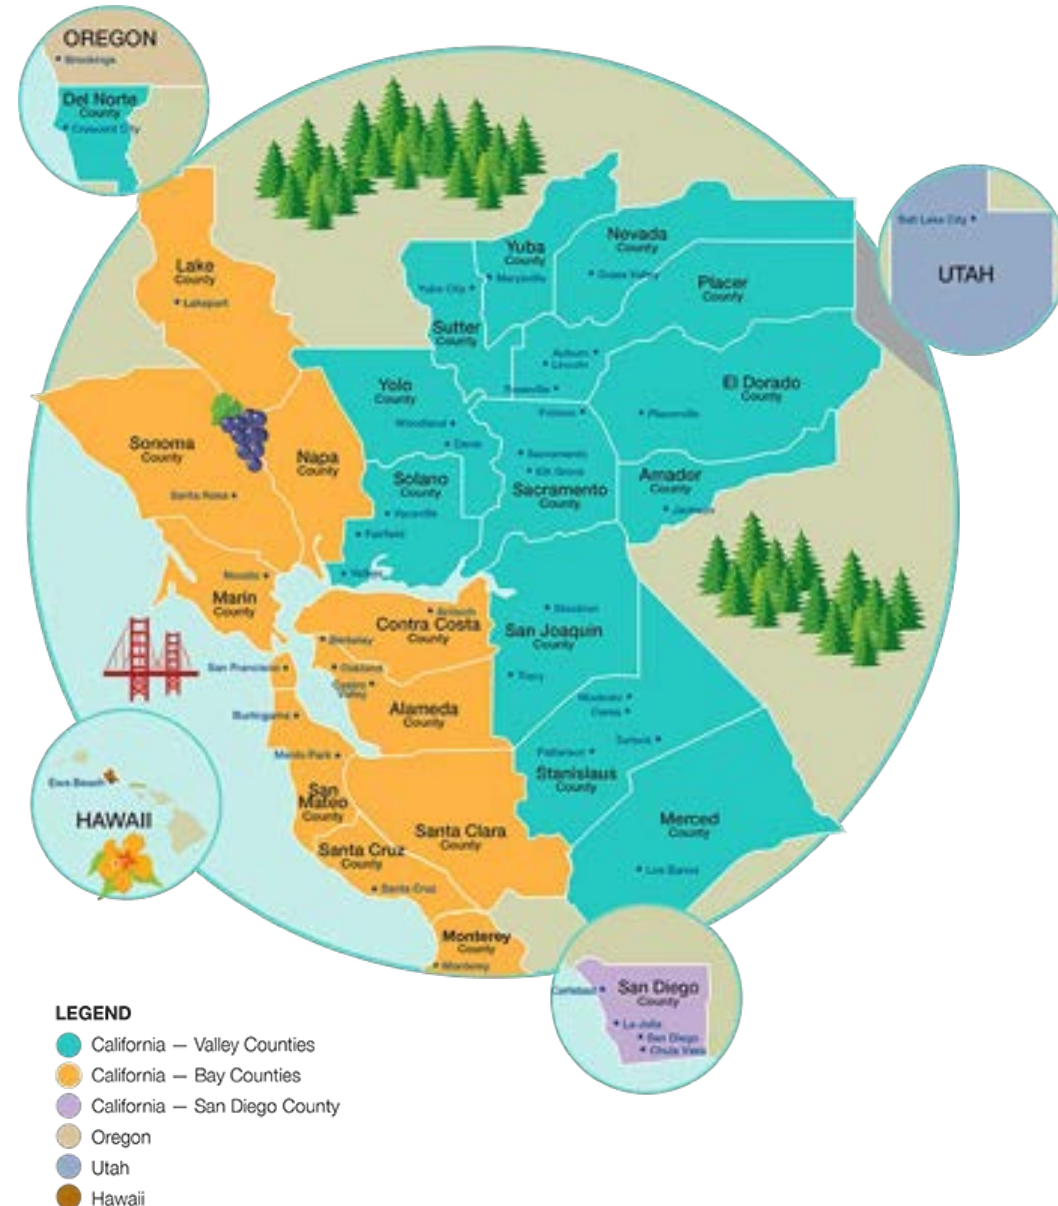 OREGON
Brookings
Del Norte
County
Crescent City
Lake
County
Lakeport
Yuba
County
Marysville
Nevada
County
Grass Valley
Placer
County
Yuba City
Sutter
County
Salt Lake City
UTAH
Auburn
Lincoln
Roseville
Yolo
County
Woodland
Davis
El Dorado
County
Placerville
Folsom
Sonoma
County
Santa Rosa
Napa
County
Solano
County
Vacaville
Fairfield
Vallejo
Sacramento
Elk Grove
Sacramento
County
Amador
County
Jackson
Novato
Marin
County
Antioch
Contra Costa
County
Berkeley
Stockton
San Joaquin
County
Tracy
San Francisco
Oakland
Castro
Valley
Alameda
County
Burlingame
Menlo Park
Modesto
Ceres
Turlock
Patterson
Stanislaus
County
Ewa Beach
HAWAII
San
Mateo
County
Santa Clara
County
Santa Cruz
County
Santa Cruz
Merced
County
Los Banos
Monterey
County
Monterey
Carlsbad
San Diego
County
La Jolla
San Diego
Chula Vista
LEGEND
California — Valley Counties
California — Bay Counties
California — San Diego County
Oregon
Utah
Hawaii